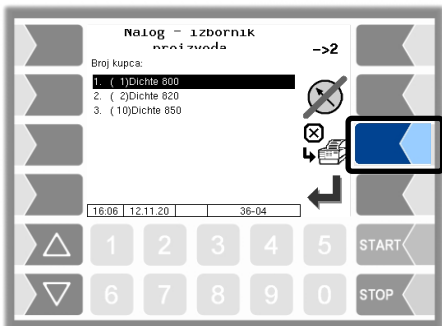 Nalog - izbornik
proizvoda
->2
Broj kupca:
1. ( 1)Dichte 800
2. ( 2)Dichte 820
3. ( 10)Dichte 850
16:06 12.11.20 36-04
1 2 3 4 5 START
6 7 8 9 0 STOP